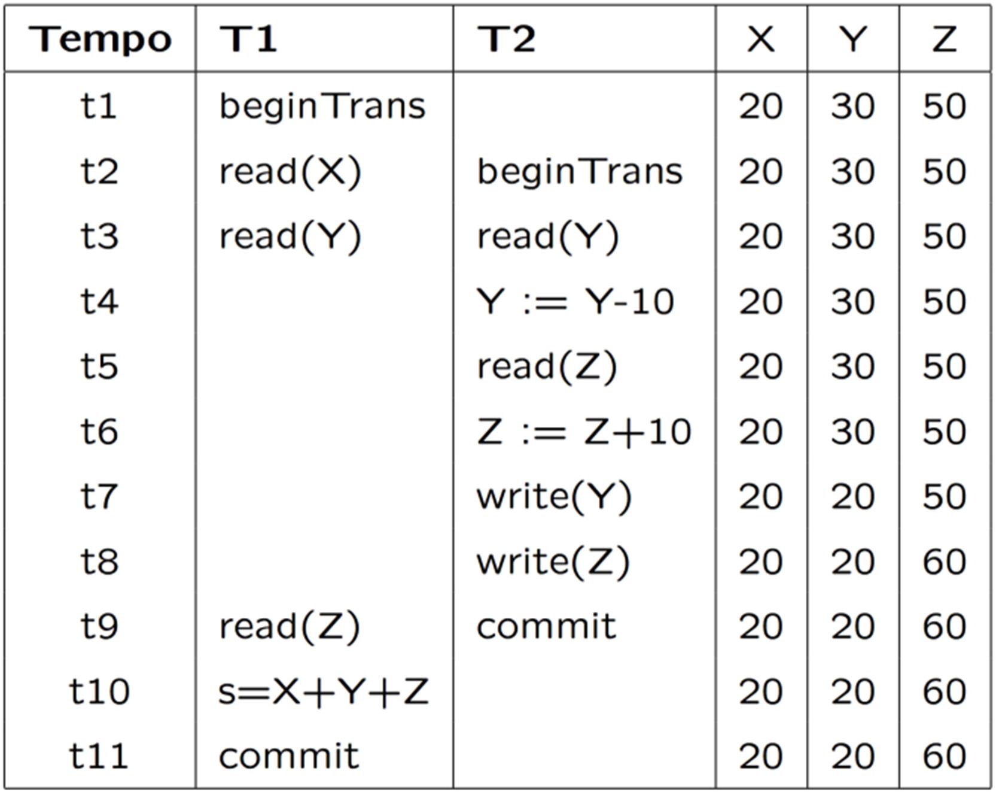 Tempo T1 T2 X Y Z
t1 beginTrans 20 30 50
t2 read(X) beginTrans 20 30 50
t3 read(Y) read(Y) 20 30 50
t4 Y := Y-10 20 30 50
t5 read(Z) 20 30 50
t6 Z := Z+10 20 30 50
t7 write(Y) 20 20 50
t8 write(Z) 20 20 60
t9 read(Z) commit 20 20 60
t10 s=X+Y+Z 20 20 60
t11 commit 20 20 60